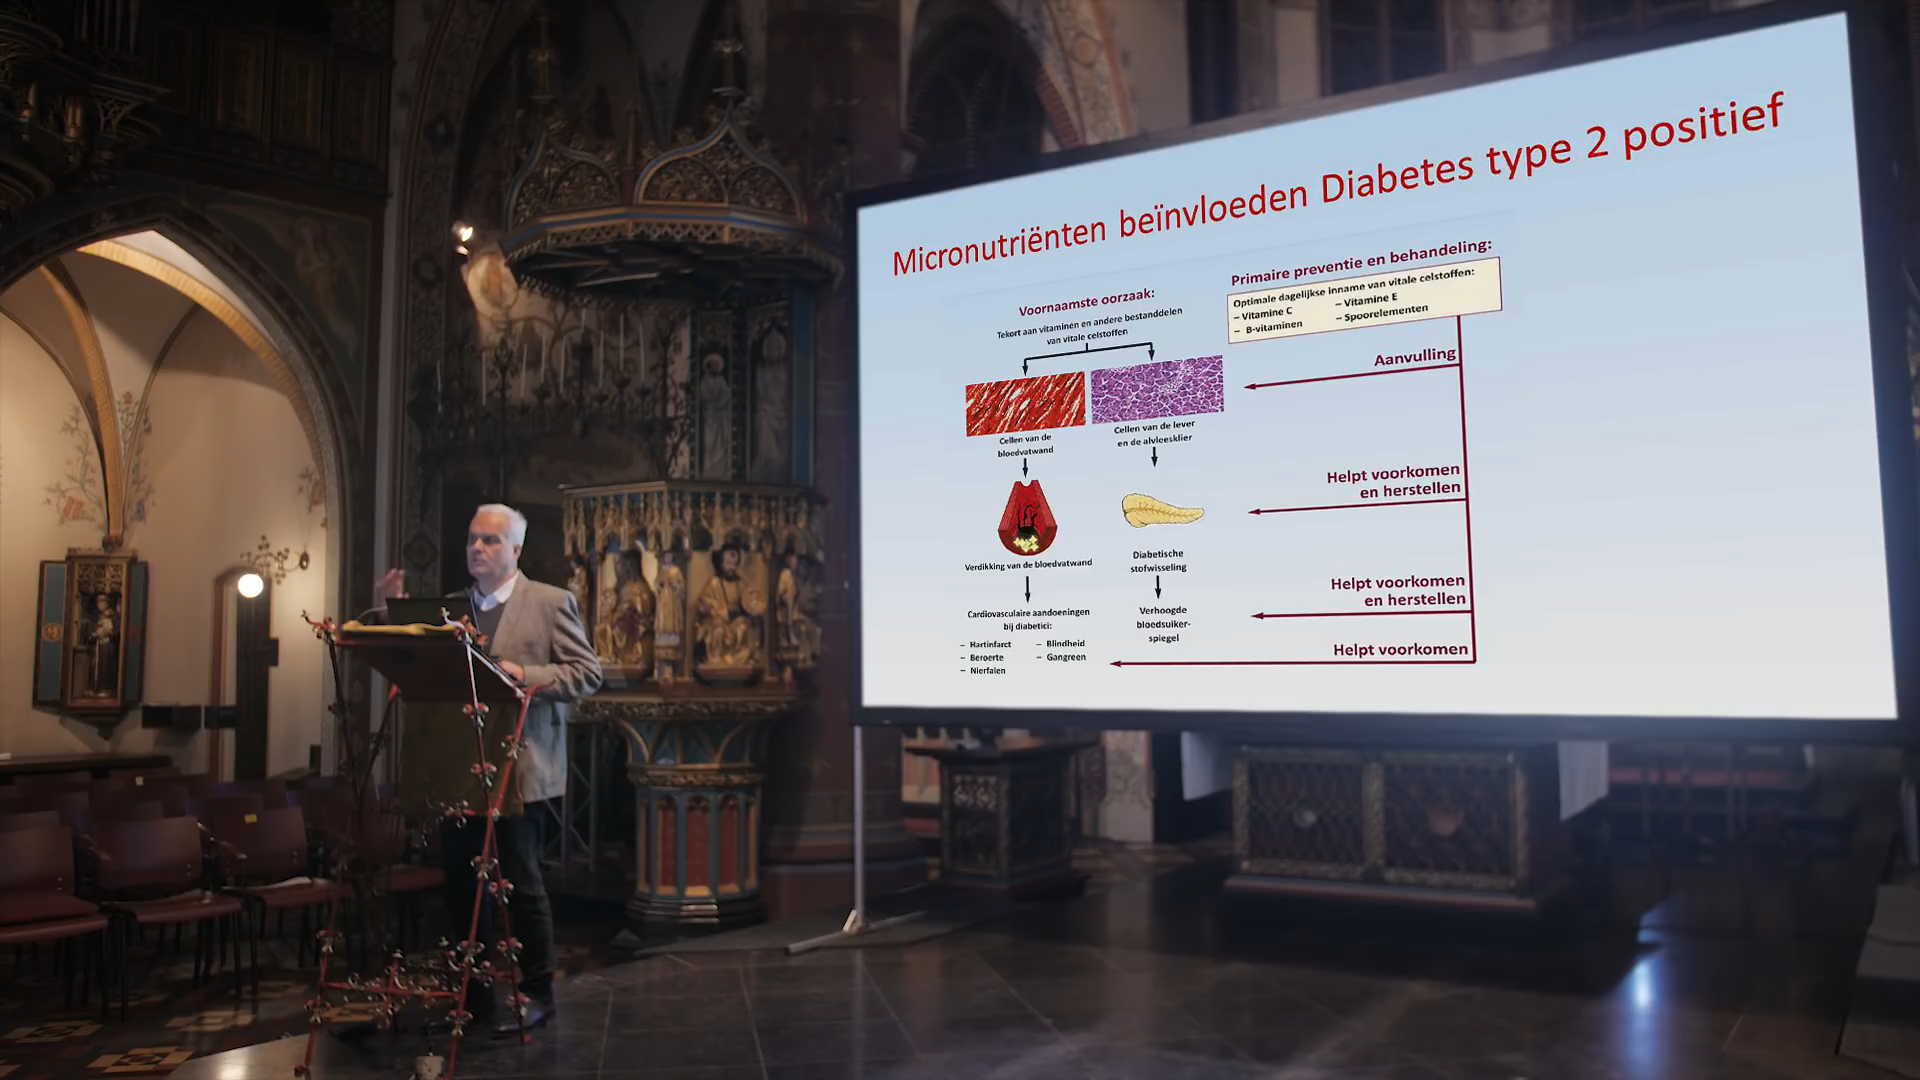 Micronutriënten beïnvloeden Diabetes type 2 positief
Voornaamste oorzaak:
Tekort aan vitaminen en andere bestanddelen
van vitale celstoffen
Cellen van de
bloedvatwand
Cellen van de lever
en de alvleesklier
Verdikking van de bloedvatwand
Diabetische
stofwisseling
Cardiovasculaire aandoeningen
bij diabetici:
– Hartinfarct
– Beroerte
– Nierfalen
– Blindheid
– Gangreen
Verhoogde
bloedsuiker-
spiegel
Primaire preventie en behandeling:
Optimale dagelijkse inname van vitale celstoffen:
– Vitamine C
– B-vitaminen
– Vitamine E
– Spoorelementen
Aanvulling
Helpt voorkomen
en herstellen
Helpt voorkomen
en herstellen
Helpt voorkomen